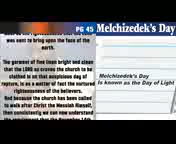 PG 45
was sent to bring upon the face of the
earth.
The garment of fine linen bright and clean
that the LORD so craves the church to be
clothed in on that auspicious day of
rapture, is as a matter of fact the nurtured
righteousness of the believers.
And because the church has been called
to walk after Christ the Messiah Himself,
then consistently we can now understand
Melchizedek's Day
Melchizedek's Day
Is known as the Day of Light